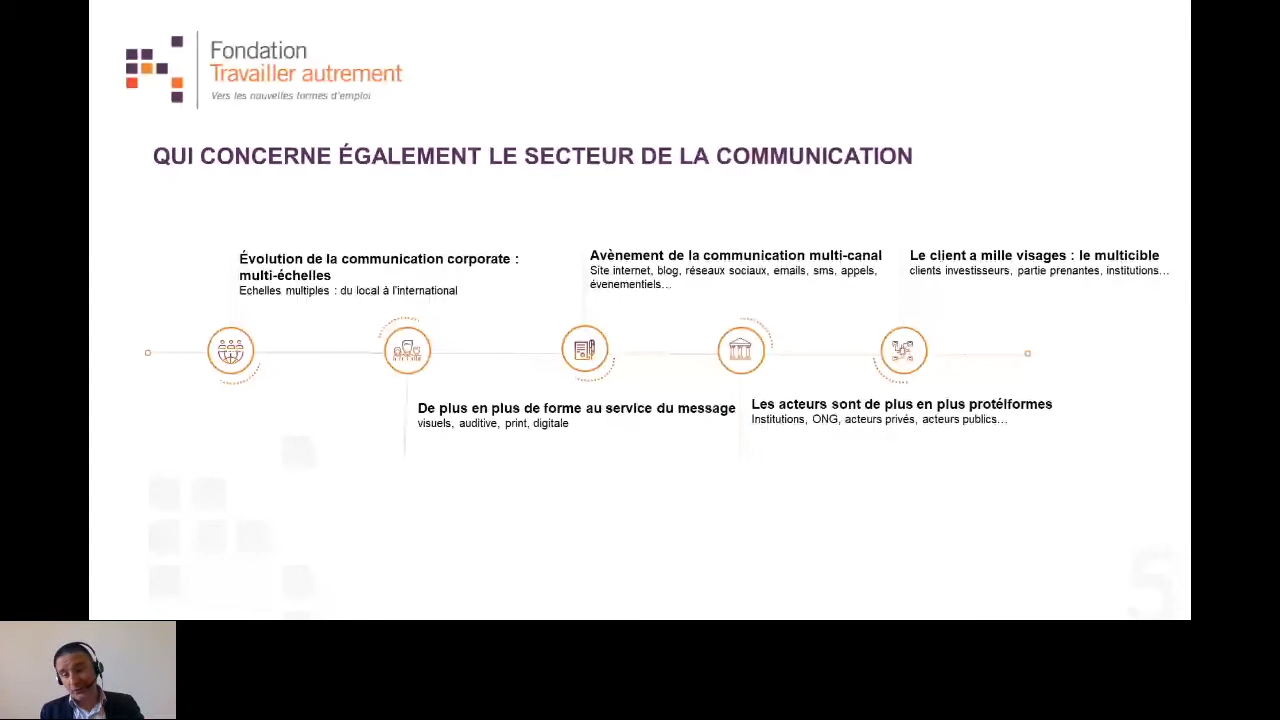 Fondation
Travailler autrement
Vers les nouvelles formes d'emploi
QUI CONCERNE ÉGALEMENT LE SECTEUR DE LA COMMUNICATION
Évolution de la communication corporate :
multi-échelles
Echelles multiples : du local à l'international
De plus en plus de forme au service du message
visuels, auditive, print, digitale
Avènement de la communication multi-canal
Site internet, blog, réseaux sociaux, emails, sms, appels,
évenementiels…
Les acteurs sont de plus en plus protéiformes
Institutions, ONG, acteurs privés, acteurs publics…
Le client a mille visages : le multicible
clients investisseurs, partie prenantes, institutions…
5